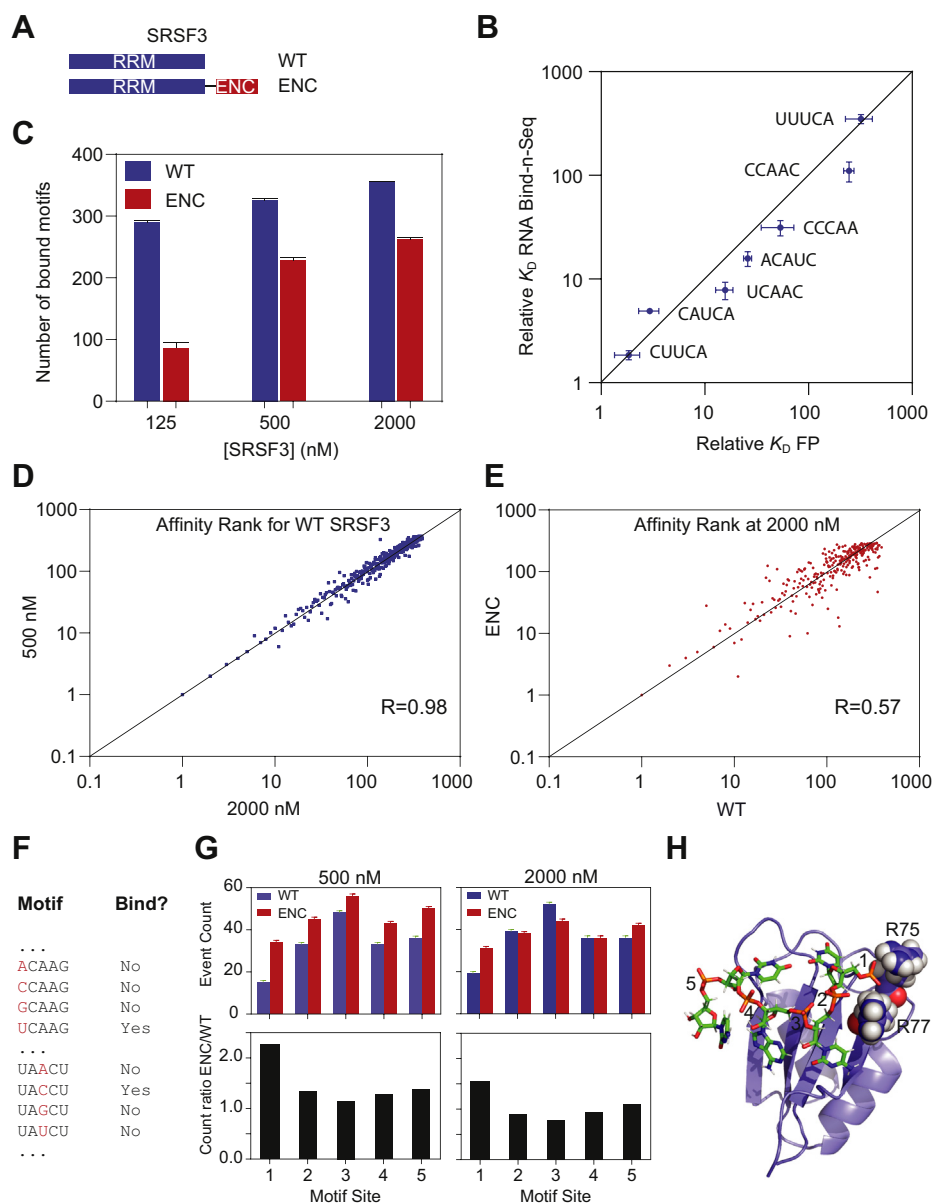 A
SRSF3
RRM WT
RRM ENC ENC
B
1000
100
10
1
1 10 100 1000
Relative KD RNA Bind-n-Seq
Relative KD FP
UUUCA
CCAAC
CCCAA
ACAUC
UCAAC
CAUCA
CUUCA
C
WT
ENC
400
300
200
100
0
Number of bound motifs
125 500 2000
[SRSF3] (nM)
D
Affinity Rank for WT SRSF3
1000
100
10
1
0.1
500 nM
R=0.98
0.1 1 10 100 1000
2000 nM
E
Affinity Rank at 2000 nM
1000
100
10
1
0.1
ENC
R=0.57
0.1 1 10 100 1000
WT
F
Motif Bind?
...
ACAAG No
CCAAG No
GCAAG No
UCAAG Yes
...
UAACU No
UACCU Yes
UAGCU No
UAUCU No
...
G
500 nM 2000 nM
WT
ENC
WT
ENC
60
40
20
0
Event Count
2.0
1.0
0.0
Count ratio ENC/WT
1 2 3 4 5 1 2 3 4 5
Motif Site Motif Site
H
R75
1
5
2
4
3
R77